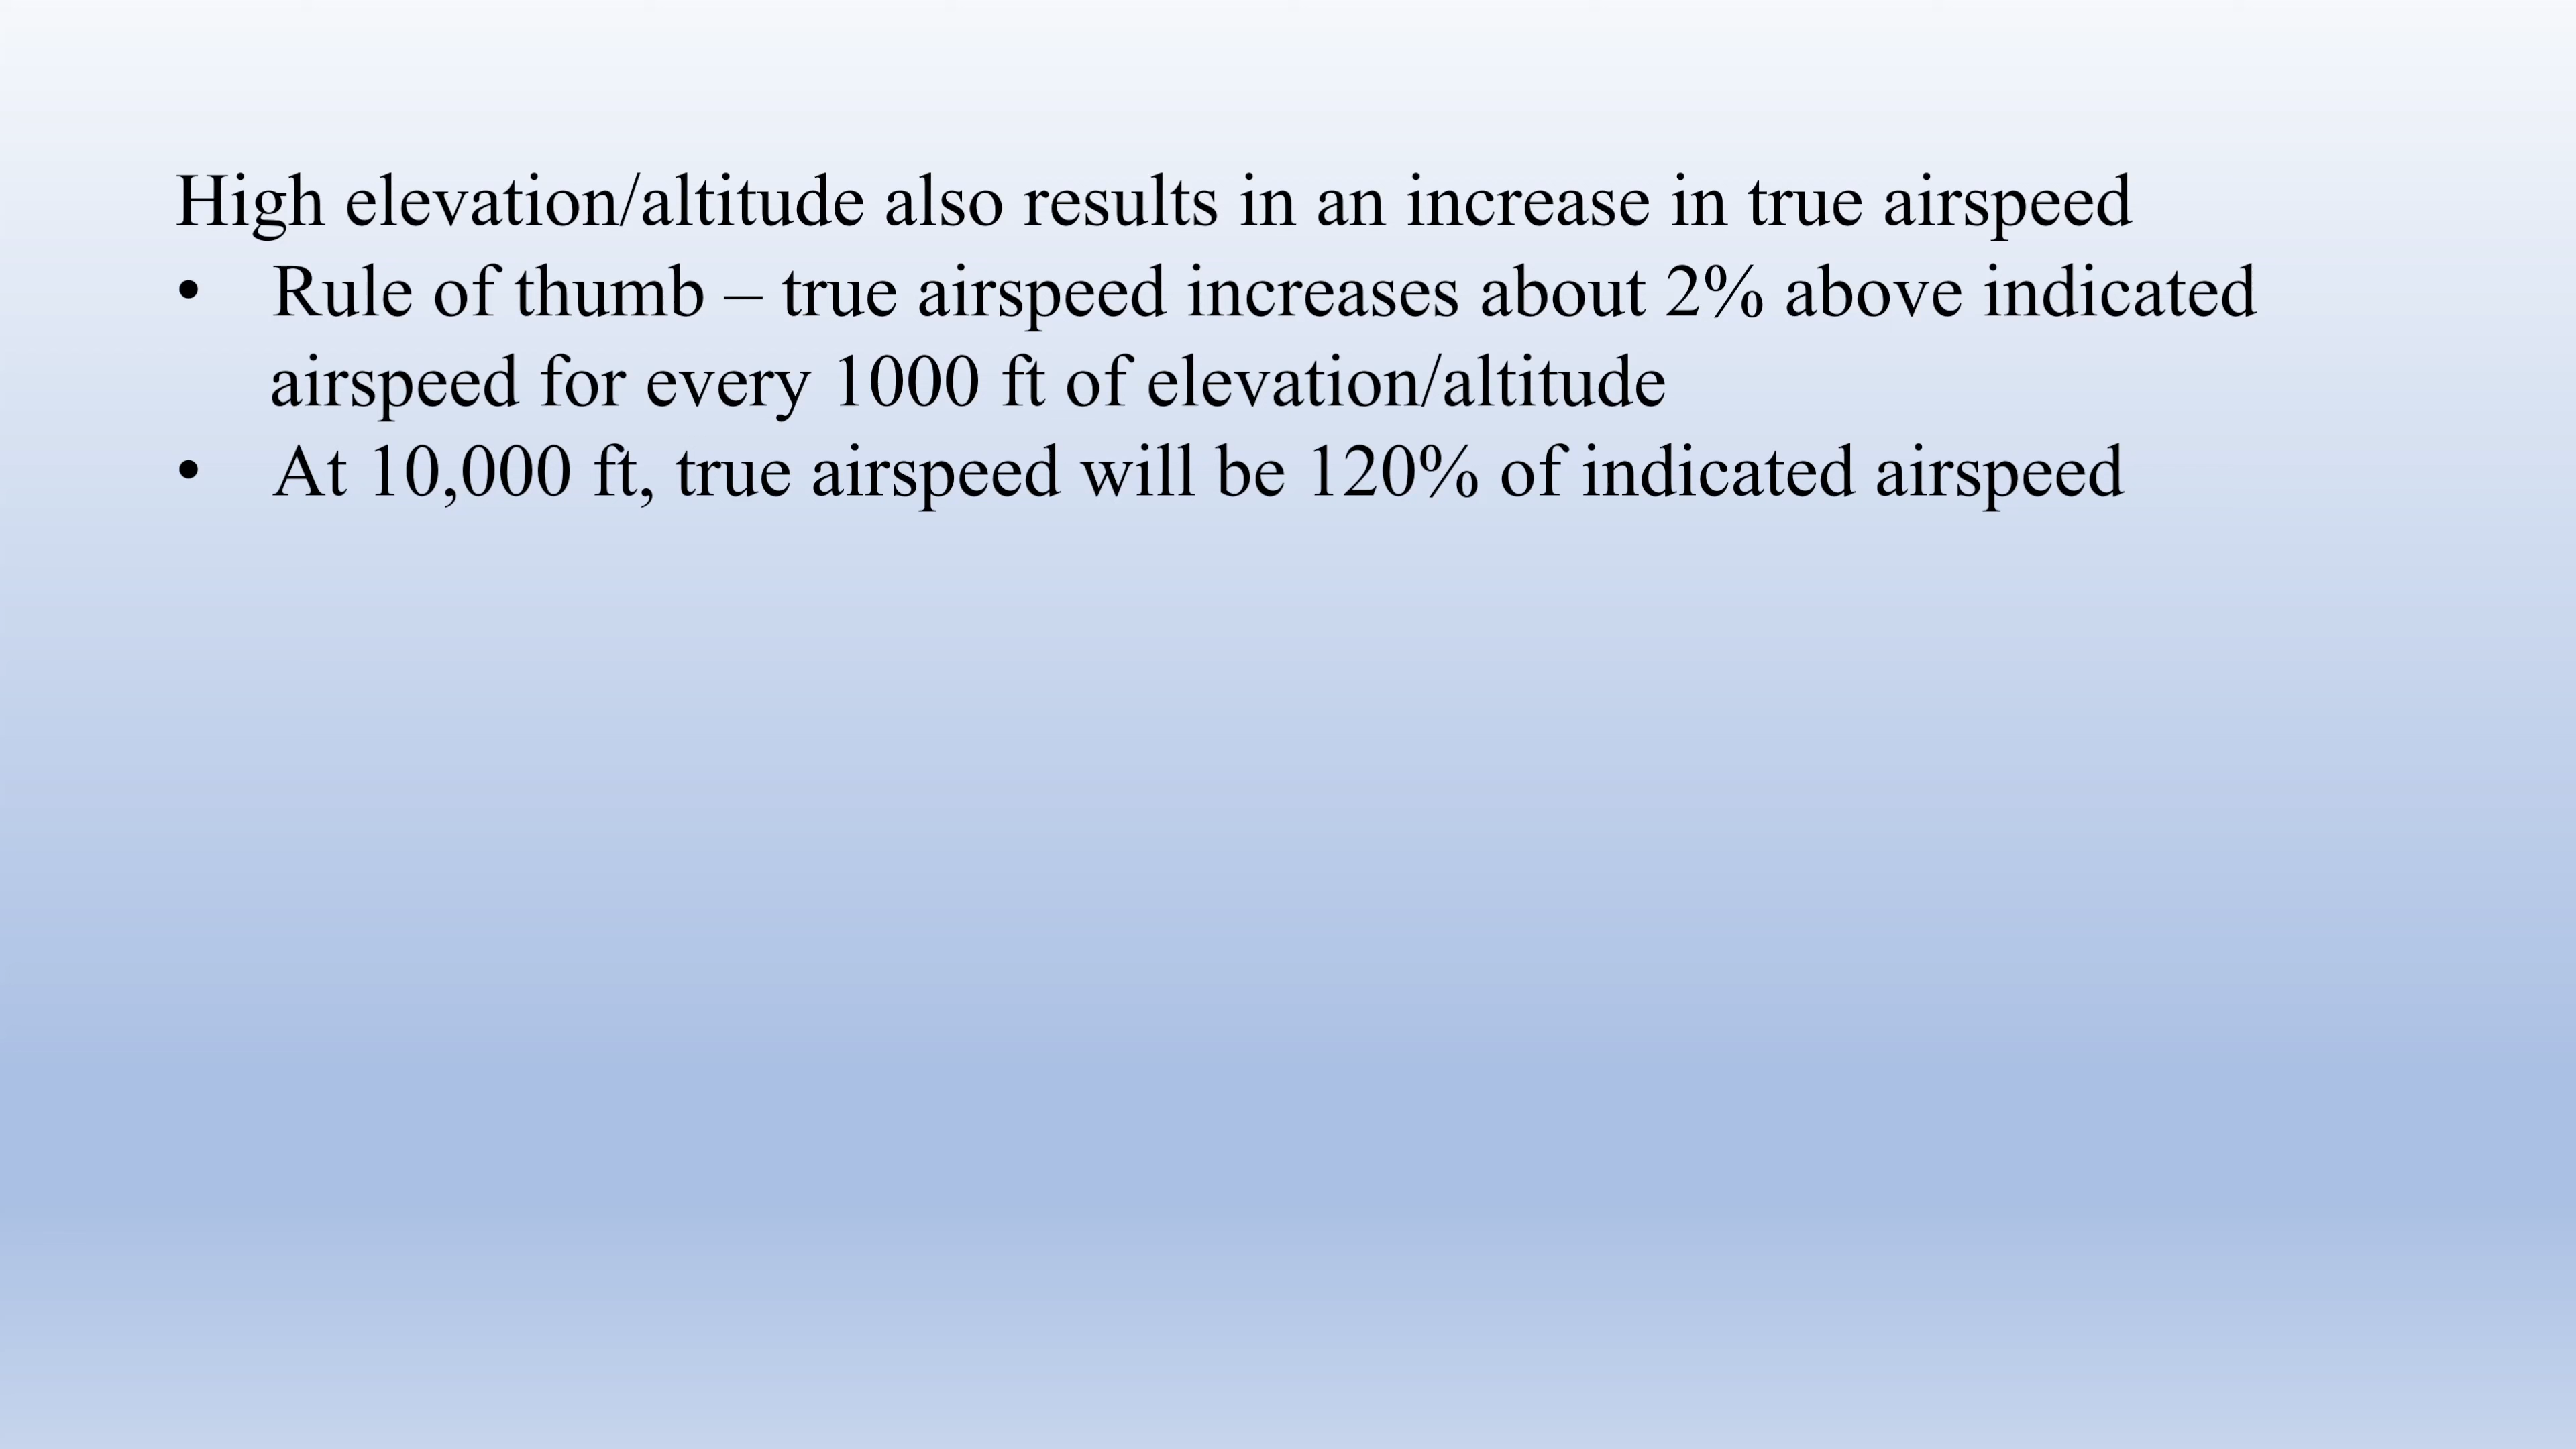 High elevation/altitude also results in an increase in true airspeed
• Rule of thumb – true airspeed increases about 2% above indicated
airspeed for every 1000 ft of elevation/altitude
• At 10,000 ft, true airspeed will be 120% of indicated airspeed